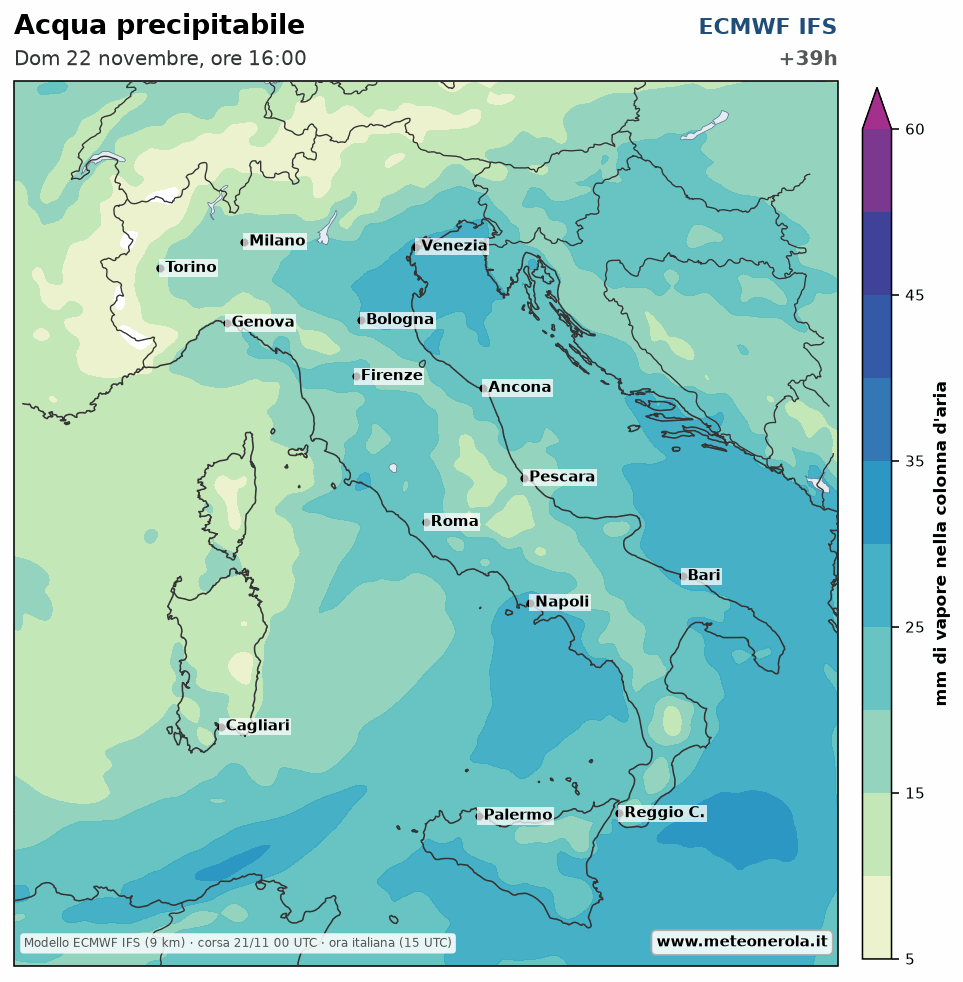 Acqua precipitabile
ECMWF IFS
Dom 22 novembre, ore 16:00
+39h
60
45
35
25
15
5
mm di vapore nella colonna d'aria
Milano
Venezia
Torino
Genova
Bologna
Firenze
Ancona
Pescara
Roma
Bari
Napoli
Cagliari
Palermo
Reggio C.
Modello ECMWF IFS (9 km) · corsa 21/11 00 UTC · ora italiana (15 UTC)
www.meteonerola.it